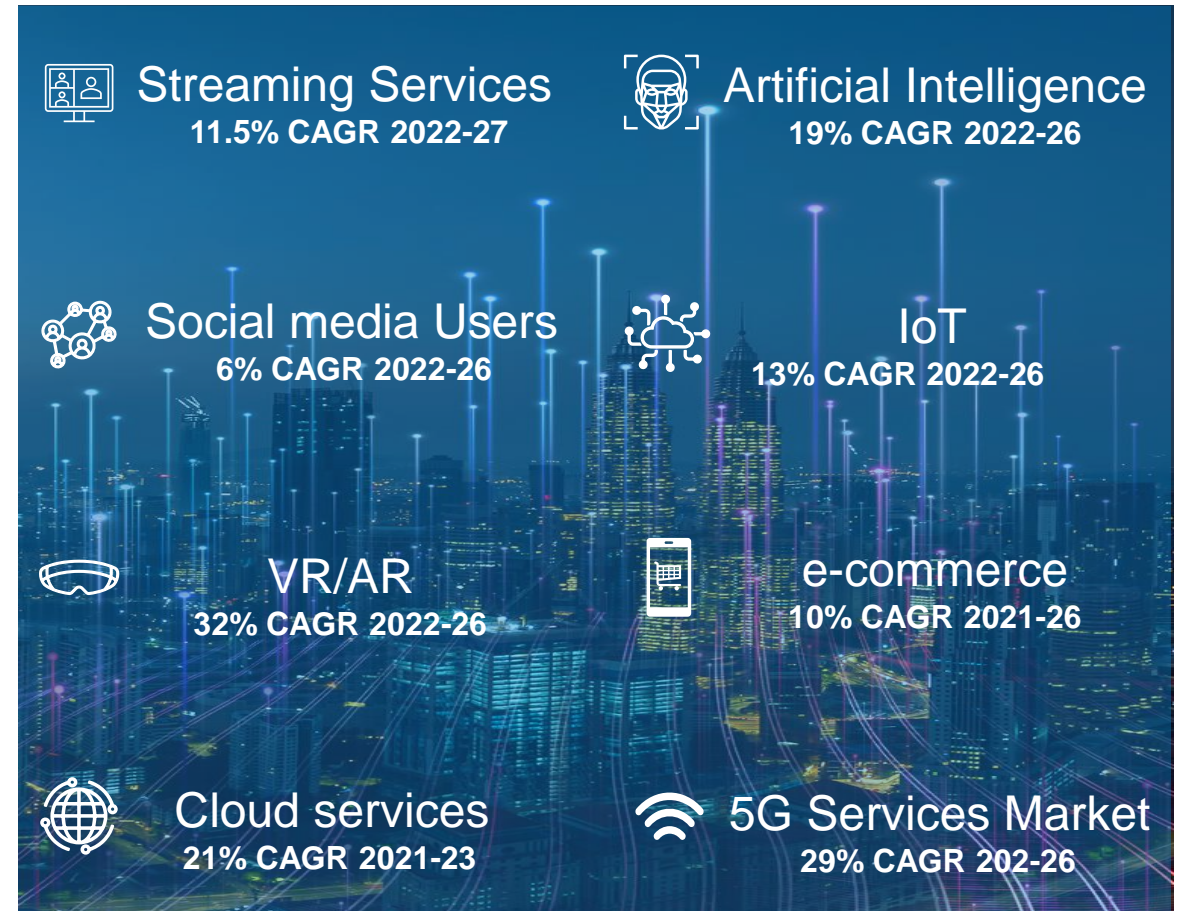 Streaming Services
11.5% CAGR 2022-27
Artificial Intelligence
19% CAGR 2022-26
Social media Users
6% CAGR 2022-26
IoT
13% CAGR 2022-26
VR/AR
32% CAGR 2022-26
e-commerce
10% CAGR 2021-26
Cloud services
21% CAGR 2021-23
5G Services Market
29% CAGR 202-26